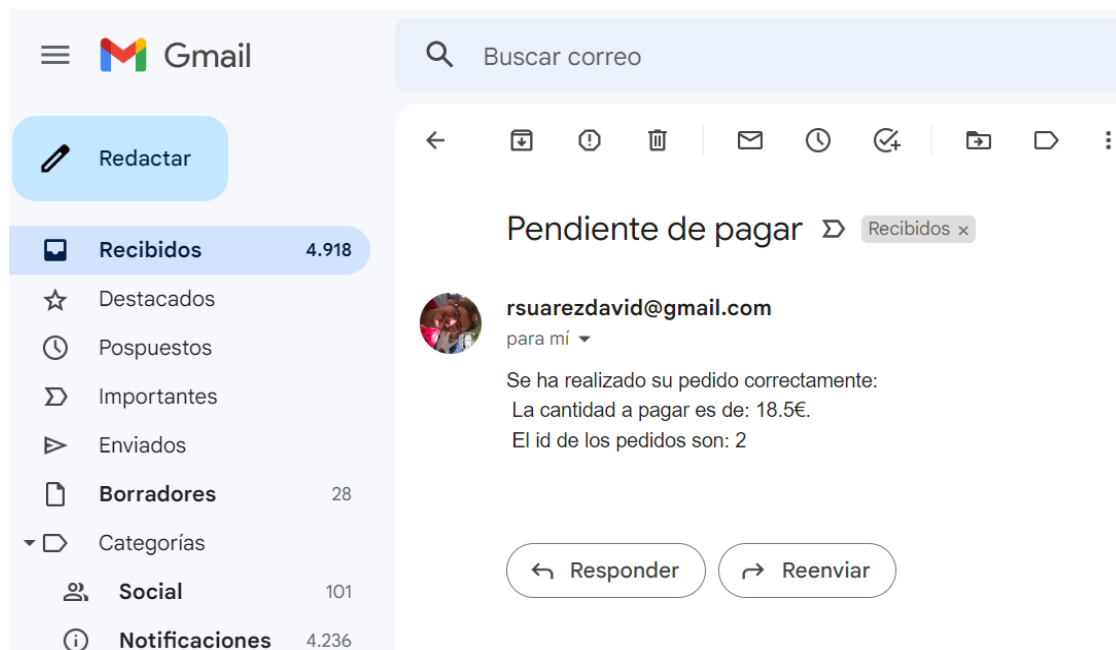 Gmail
Buscar correo
Redactar
Recibidos 4.918
Destacados
Pospuestos
Importantes
Enviados
Borradores 28
Categorías
Social 101
Notificaciones 4.236
Pendiente de pagar Recibidos ×
rsuarezdavid@gmail.com
para mí
Se ha realizado su pedido correctamente:
La cantidad a pagar es de: 18.5€.
El id de los pedidos son: 2
Responder Reenviar